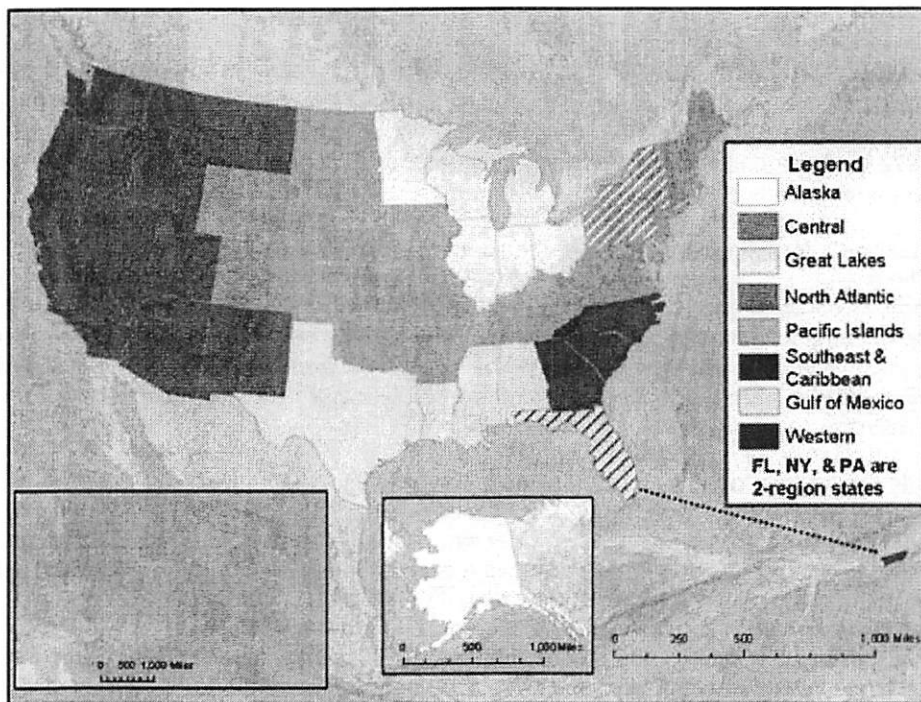 Legend
Alaska
Central
Great Lakes
North Atlantic
Pacific Islands
Southeast &
Caribbean
Gulf of Mexico
Western
FL, NY, & PA are
2-region states
0 500 1,000 Miles
0 500 1,000 Miles
0 250 500 1,000 Miles